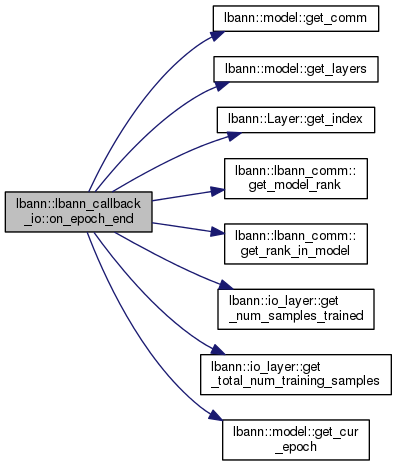 lbann::model::get_comm
lbann::model::get_layers
lbann::Layer::get_index
lbann::lbann_comm::
get_model_rank
lbann::lbann_callback
_io::on_epoch_end
lbann::lbann_comm::
get_rank_in_model
lbann::io_layer::get
_num_samples_trained
lbann::io_layer::get
_total_num_training_samples
lbann::model::get_cur
_epoch